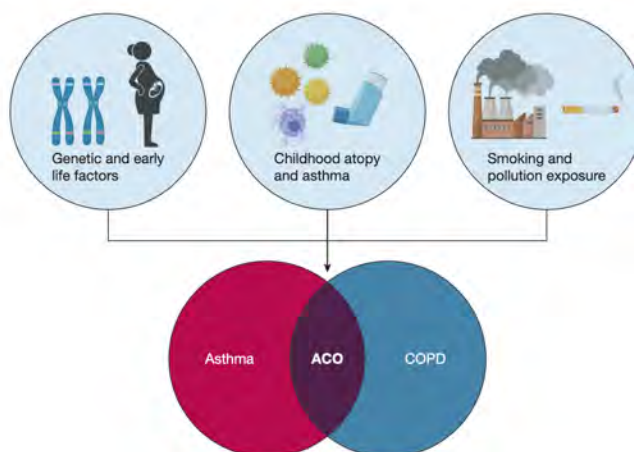 Genetic and early
life factors
Childhood atopy
and asthma
Smoking and
pollution exposure
Asthma
ACO
COPD